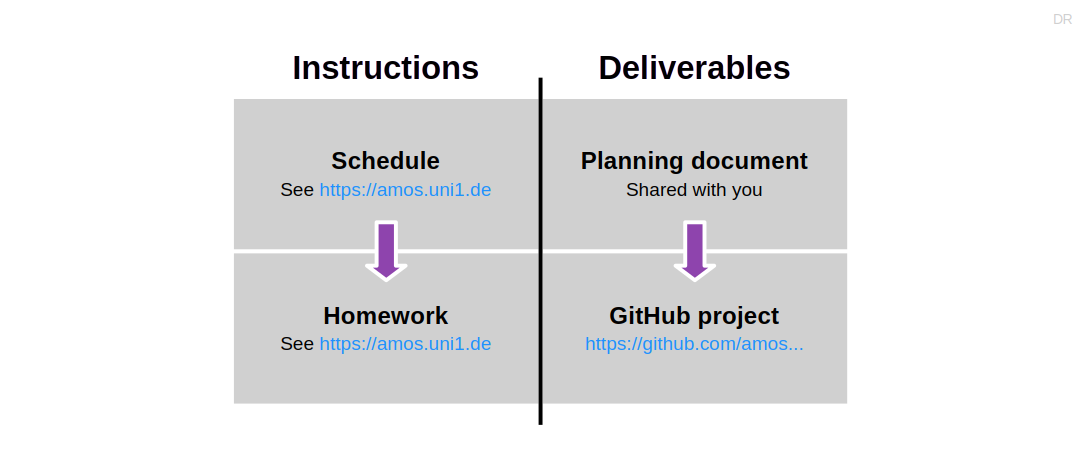 DR
Instructions
Deliverables
Schedule
See https://amos.uni1.de
Planning document
Shared with you
Homework
See https://amos.uni1.de
GitHub project
https://github.com/amos...